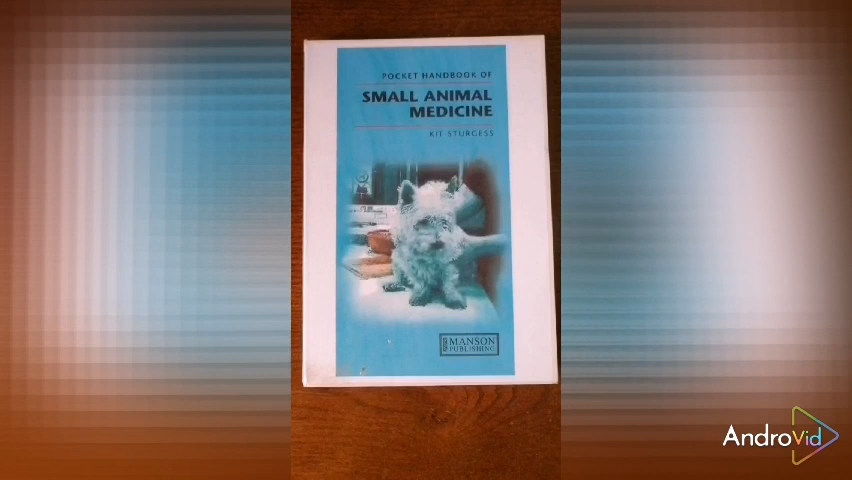 POCKET HANDBOOK OF
SMALL ANIMAL
MEDICINE
KIT STURGESS
MANSON
PUBLISHING
AndroVid